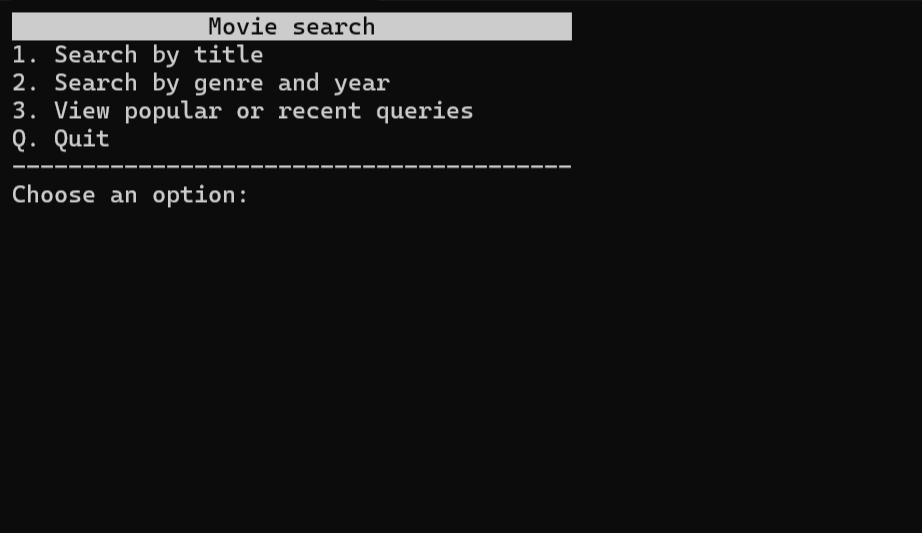 Movie search
1. Search by title
2. Search by genre and year
3. View popular or recent queries
Q. Quit
----------------------------------------
Choose an option: